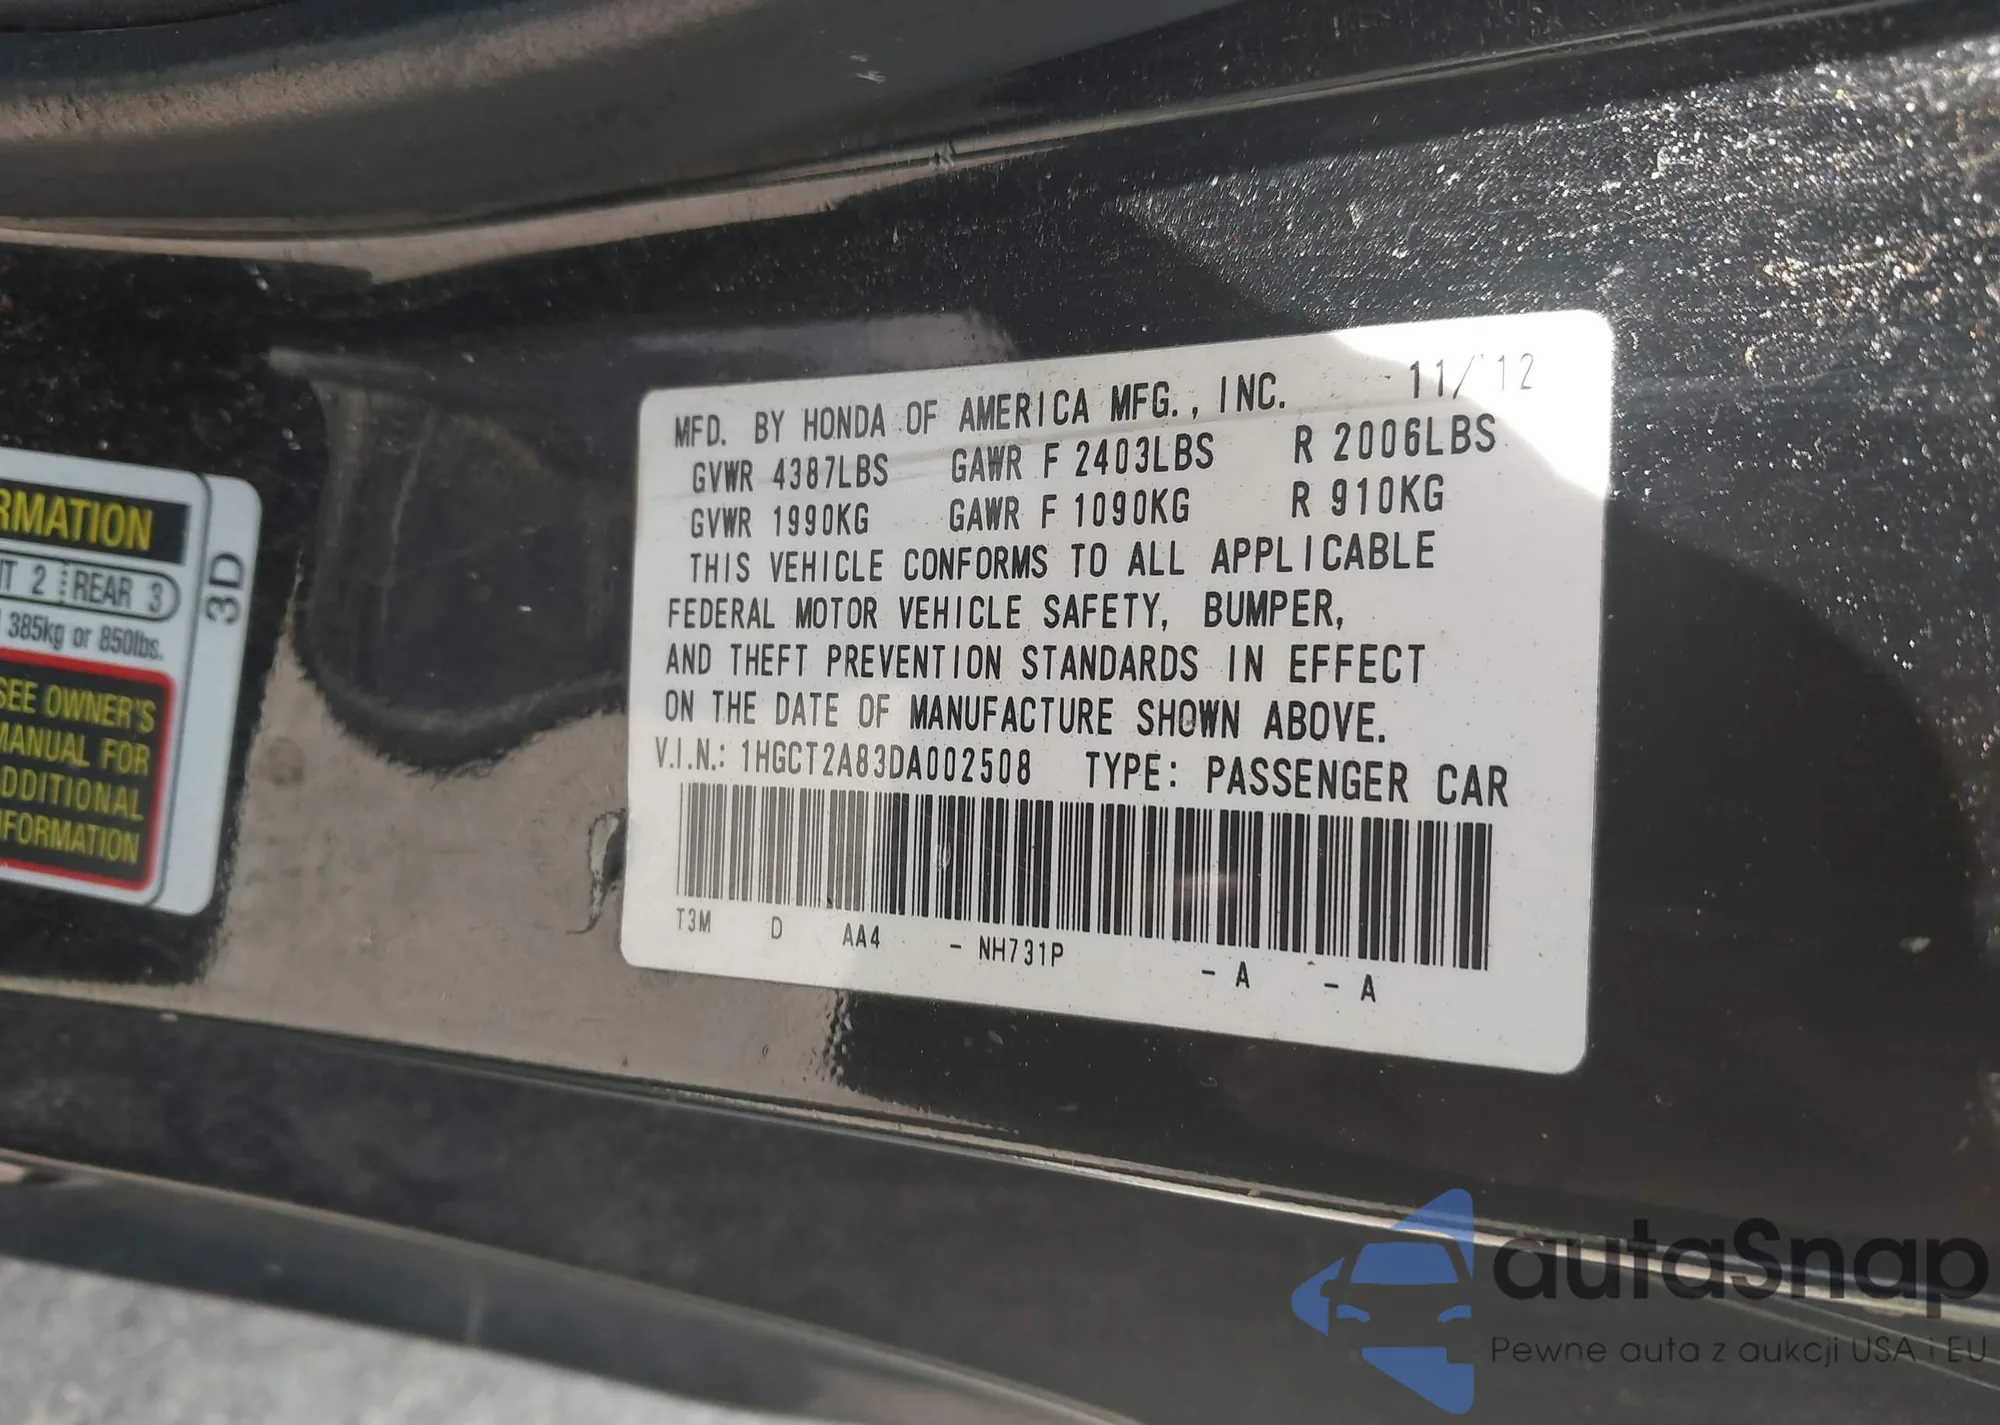 RMATION
T 2 REAR 3
385kg or 850lbs.
3D
SEE OWNER'S
MANUAL FOR
DDITIONAL
FORMATION
MFD. BY HONDA OF AMERICA MFG., INC. 11/12
GVWR 4387LBS GAWR F 2403LBS R 2006LBS
GVWR 1990KG GAWR F 1090KG R 910KG
THIS VEHICLE CONFORMS TO ALL APPLICABLE
FEDERAL MOTOR VEHICLE SAFETY, BUMPER,
AND THEFT PREVENTION STANDARDS IN EFFECT
ON THE DATE OF MANUFACTURE SHOWN ABOVE.
V.I.N.: 1HGCT2A83DA002508 TYPE: PASSENGER CAR
T3M D AA4 - NH731P - A - A
autaSnap
Pewne auta z aukcji USA i EU